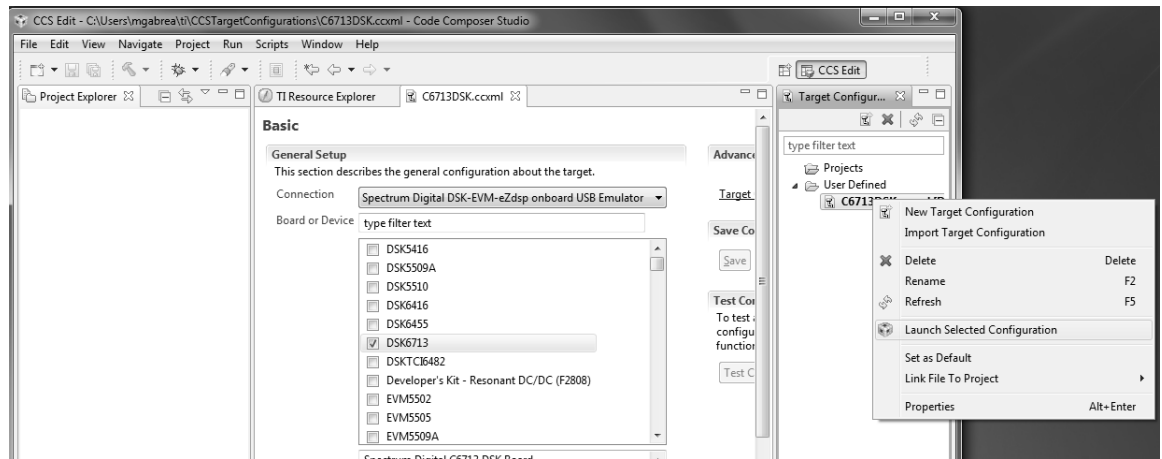 CCS Edit - C:\Users\mgabrea\ti\CCSTargetConfigurations\C6713DSK.ccxml - Code Composer Studio
File Edit View Navigate Project Run Scripts Window Help
CCS Edit
Project Explorer
TI Resource Explorer
C6713DSK.ccxml
Target Configur...
Basic
type filter text
General Setup
This section describes the general configuration about the target.
Connection
Spectrum Digital DSK-EVM-eZdsp onboard USB Emulator
Board or Device
type filter text
DSK5416
DSK5509A
DSK5510
DSK6416
DSK6455
DSK6713
DSKTCI6482
Developer's Kit - Resonant DC/DC (F2808)
EVM5502
EVM5505
EVM5509A
Spectrum Digital C6713 DSK Board
Advance
Target
Save Co
Save
Test Con
To test a
configu
function
Test C
Projects
User Defined
New Target Configuration
Import Target Configuration
Delete Delete
Rename F2
Refresh F5
Launch Selected Configuration
Set as Default
Link File To Project
Properties Alt+Enter